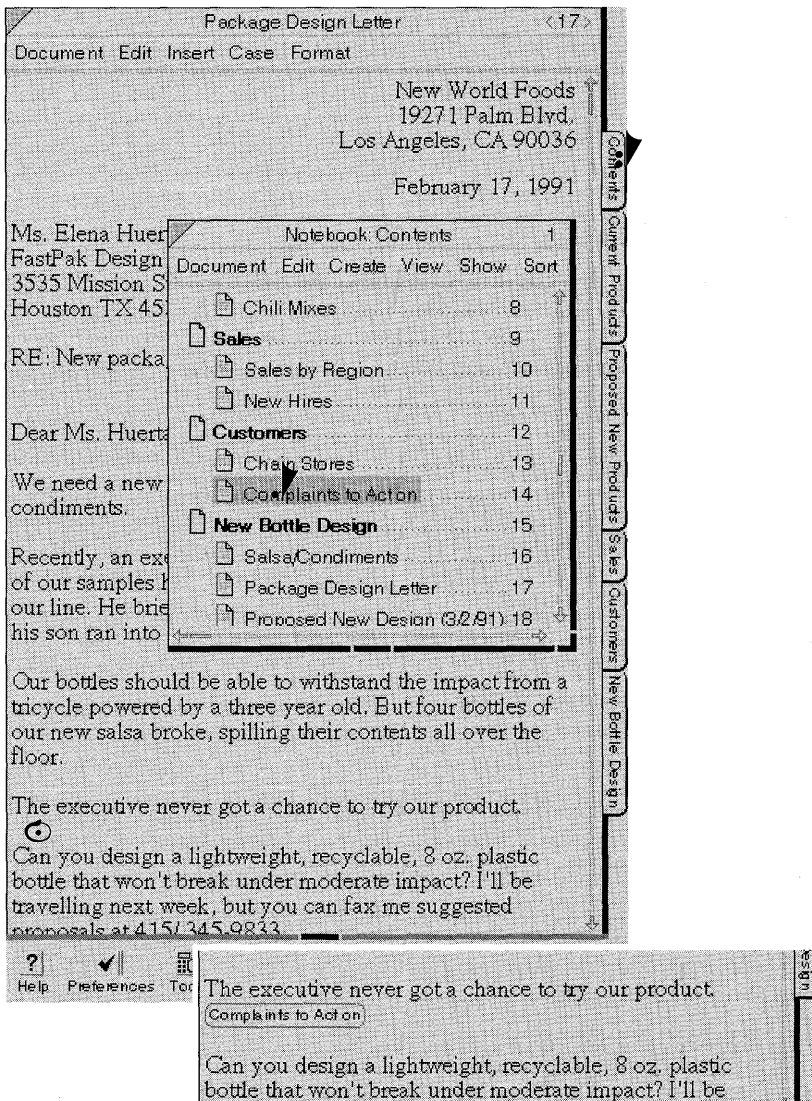 Package Design Letter < 17 >
Document Edit Insert Case Format
New World Foods
19271 Palm Blvd.
Los Angeles, CA 90036
February 17, 1991
Ms. Elena Huer
FastPak Design
3535 Mission S
Houston TX 45
RE: New packa
Dear Ms. Huerta
We need a new
condiments.
Recently, an exe
of our samples h
our line. He brie
his son ran into
Notebook: Contents 1
Document Edit Create View Show Sort
Chili Mixes 8
Sales 9
Sales by Region 10
New Hires 11
Customers 12
Chain Stores 13
Complaints to Act on 14
New Bottle Design 15
Salsa/Condiments 16
Package Design Letter 17
Proposed New Design (3/2/91) 18
Our bottles should be able to withstand the impact from a
tricycle powered by a three year old. But four bottles of
our new salsa broke, spilling their contents all over the
floor.
The executive never got a chance to try our product.
Can you design a lightweight, recyclable, 8 oz. plastic
bottle that won't break under moderate impact? I'll be
travelling next week, but you can fax me suggested
proposals at 415/ 345-9833
Contents
Current Products
Proposed New Products
Sales
Customers
New Bottle Design
? Help Preferences Too
The executive never got a chance to try our product.
Complaints to Act on
Can you design a lightweight, recyclable, 8 oz. plastic
bottle that won't break under moderate impact? I'll be
esign